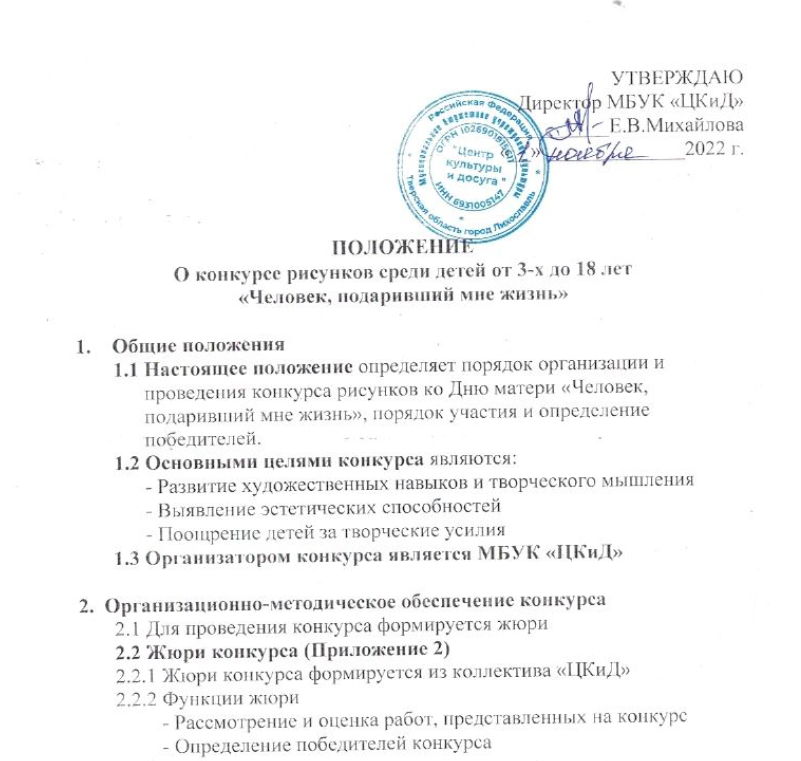 УТВЕРЖДАЮ
Директор МБУК «ЦКиД»
Е.В.Михайлова
« » ноября 2022 г.
Российская Федерация
Муниципальное бюджетное учреждение
ОГРН
"Центр
культуры
и досуга"
ИНН 6931005147
Тверская область город Лихославль
ПОЛОЖЕНИЕ
О конкурсе рисунков среди детей от 3-х до 18 лет
«Человек, подаривший мне жизнь»
1. Общие положения
1.1 Настоящее положение определяет порядок организации и
проведения конкурса рисунков ко Дню матери «Человек,
подаривший мне жизнь», порядок участия и определение
победителей.
1.2 Основными целями конкурса являются:
- Развитие художественных навыков и творческого мышления
- Выявление эстетических способностей
- Поощрение детей за творческие усилия
1.3 Организатором конкурса является МБУК «ЦКиД»
2. Организационно-методическое обеспечение конкурса
2.1 Для проведения конкурса формируется жюри
2.2 Жюри конкурса (Приложение 2)
2.2.1 Жюри конкурса формируется из коллектива «ЦКиД»
2.2.2 Функции жюри
- Рассмотрение и оценка работ, представленных на конкурс
- Определение победителей конкурса